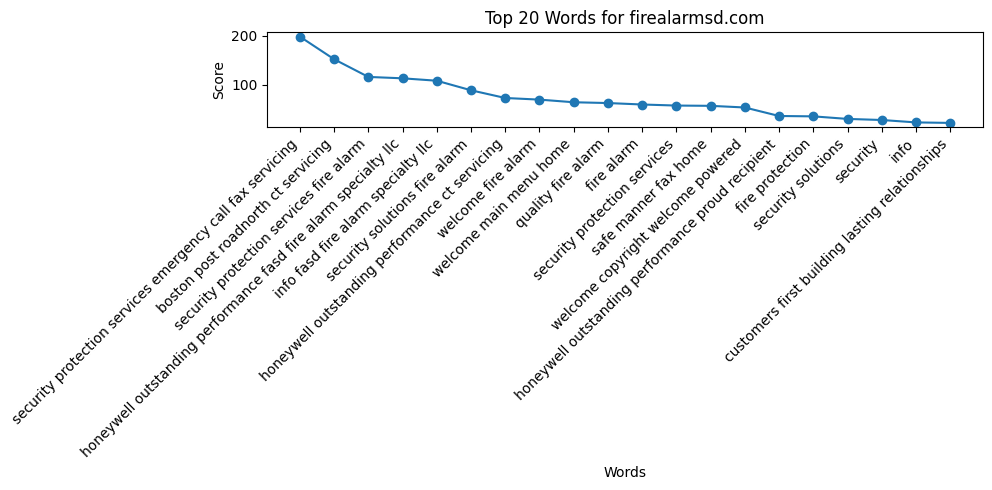 Top 20 Words for firealarmsd.com
Score
200
100
security protection services emergency call fax servicing
boston post roadnorth ct servicing
security protection services fire alarm
honeywell outstanding performance fasd fire alarm specialty llc
info fasd fire alarm specialty llc
security solutions fire alarm
honeywell outstanding performance ct servicing
welcome fire alarm
welcome main menu home
quality fire alarm
fire alarm
security protection services
safe manner fax home
welcome copyright welcome powered
honeywell outstanding performance proud recipient
fire protection
security solutions
security
info
customers first building lasting relationships
Words